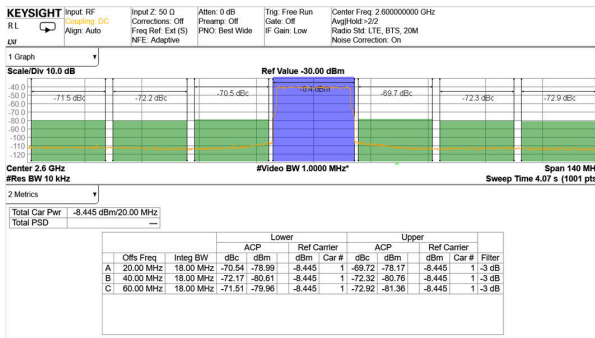 KEYSIGHT Input: RF Input Z: 50 Ω Atten: 0 dB Trig: Free Run Center Freq: 2.600000000 GHz
RL Coupling: DC Corrections: Off Preamp: Off Gate: Off Avg|Hold:>2/2
Align: Auto Freq Ref: Ext (S) PNO: Best Wide IF Gain: Low Radio Std: LTE, BTS, 20M
LXI NFE: Adaptive Noise Correction: On
1 Graph
Scale/Div 10.0 dB Ref Value -30.00 dBm
-40.0
-50.0
-60.0
-70.0
-80.0
-90.0
-100
-110
-120
-71.5 dBc -72.2 dBc -70.5 dBc -8.4 dBm -69.7 dBc -72.3 dBc -72.9 dBc
Center 2.6 GHz #Video BW 1.0000 MHz* Span 140 MH
#Res BW 10 kHz Sweep Time 4.07 s (1001 pts
2 Metrics
Total Car Pwr -8.445 dBm/20.00 MHz
Total PSD ---
Lower Upper
ACP Ref Carrier ACP Ref Carrier
Offs Freq Integ BW dBc dBm dBm Car # dBc dBm dBm Car # Filter
A 20.00 MHz 18.00 MHz -70.54 -78.99 -8.445 1 -69.72 -78.17 -8.445 1 -3 dB
B 40.00 MHz 18.00 MHz -72.17 -80.61 -8.445 1 -72.32 -80.76 -8.445 1 -3 dB
C 60.00 MHz 18.00 MHz -71.51 -79.96 -8.445 1 -72.92 -81.36 -8.445 1 -3 dB